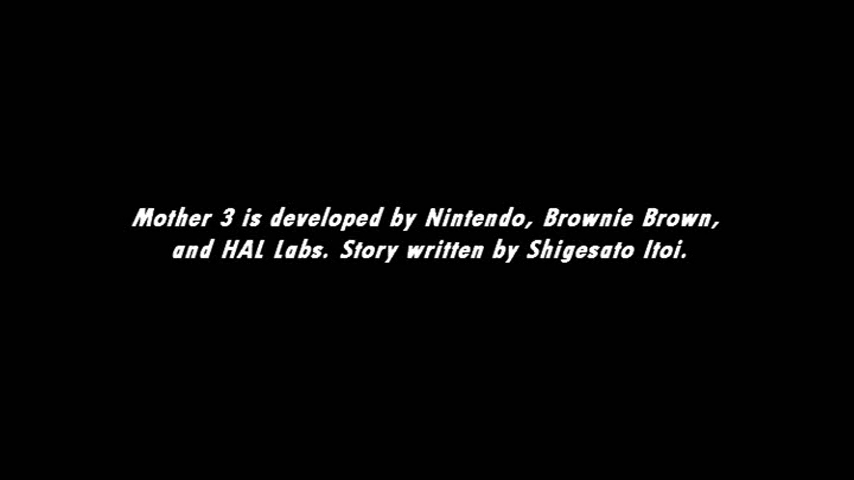 Mother 3 is developed by Nintendo, Brownie Brown,
and HAL Labs. Story written by Shigesato Itoi.